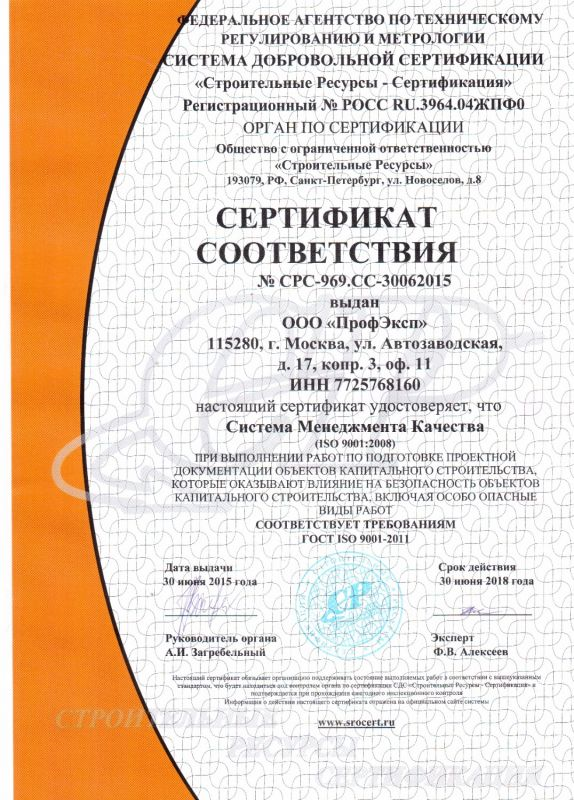 ФЕДЕРАЛЬНОЕ АГЕНТСТВО ПО ТЕХНИЧЕСКОМУ
РЕГУЛИРОВАНИЮ И МЕТРОЛОГИИ
СИСТЕМА ДОБРОВОЛЬНОЙ СЕРТИФИКАЦИИ
«Строительные Ресурсы - Сертификация»
Регистрационный № РОСС RU.3964.04ЖПФ0
ОРГАН ПО СЕРТИФИКАЦИИ
Общество с ограниченной ответственностью
«Строительные Ресурсы»
193079, РФ. Санкт-Петербург, ул. Новоселов, д.8
СЕРТИФИКАТ
СООТВЕТСТВИЯ
№ СРС-969.СС-30062015
выдан
ООО «ПрофЭксп»
115280, г. Москва, ул. Автозаводская,
д. 17, копр. 3, оф. 11
ИНН 7725768160
настоящий сертификат удостоверяет, что
Система Менеджмента Качества
(ISO 9001:2008)
ПРИ ВЫПОЛНЕНИИ РАБОТ ПО ПОДГОТОВКЕ ПРОЕКТНОЙ
ДОКУМЕНТАЦИИ ОБЪЕКТОВ КАПИТАЛЬНОГО СТРОИТЕЛЬСТВА,
КОТОРЫЕ ОКАЗЫВАЮТ ВЛИЯНИЕ НА БЕЗОПАСНОСТЬ ОБЪЕКТОВ
КАПИТАЛЬНОГО СТРОИТЕЛЬСТВА, ВКЛЮЧАЯ ОСОБО ОПАСНЫЕ
ВИДЫ РАБОТ
СООТВЕТСТВУЕТ ТРЕБОВАНИЯМ
ГОСТ ISO 9001-2011
Дата выдачи
30 июня 2015 года
Срок действия
30 июня 2018 года
СР
Руководитель органа
А.И. Загребельный
Эксперт
Ф.В. Алексеев
Настоящий сертификат обязывает организацию поддерживать состояние выполняемых работ в соответствии с вышеуказанным
стандартом, что будет находиться под контролем органа по сертификации СДС «Строительные Ресурсы - Сертификация» и
подтверждается при прохождении ежегодного инспекционного контроля
Информация о действии настоящего сертификата отражена на официальном сайте системы
СТРОИТЕЛЬНЫЕ
РЕСУРСЫ
www.srocert.ru